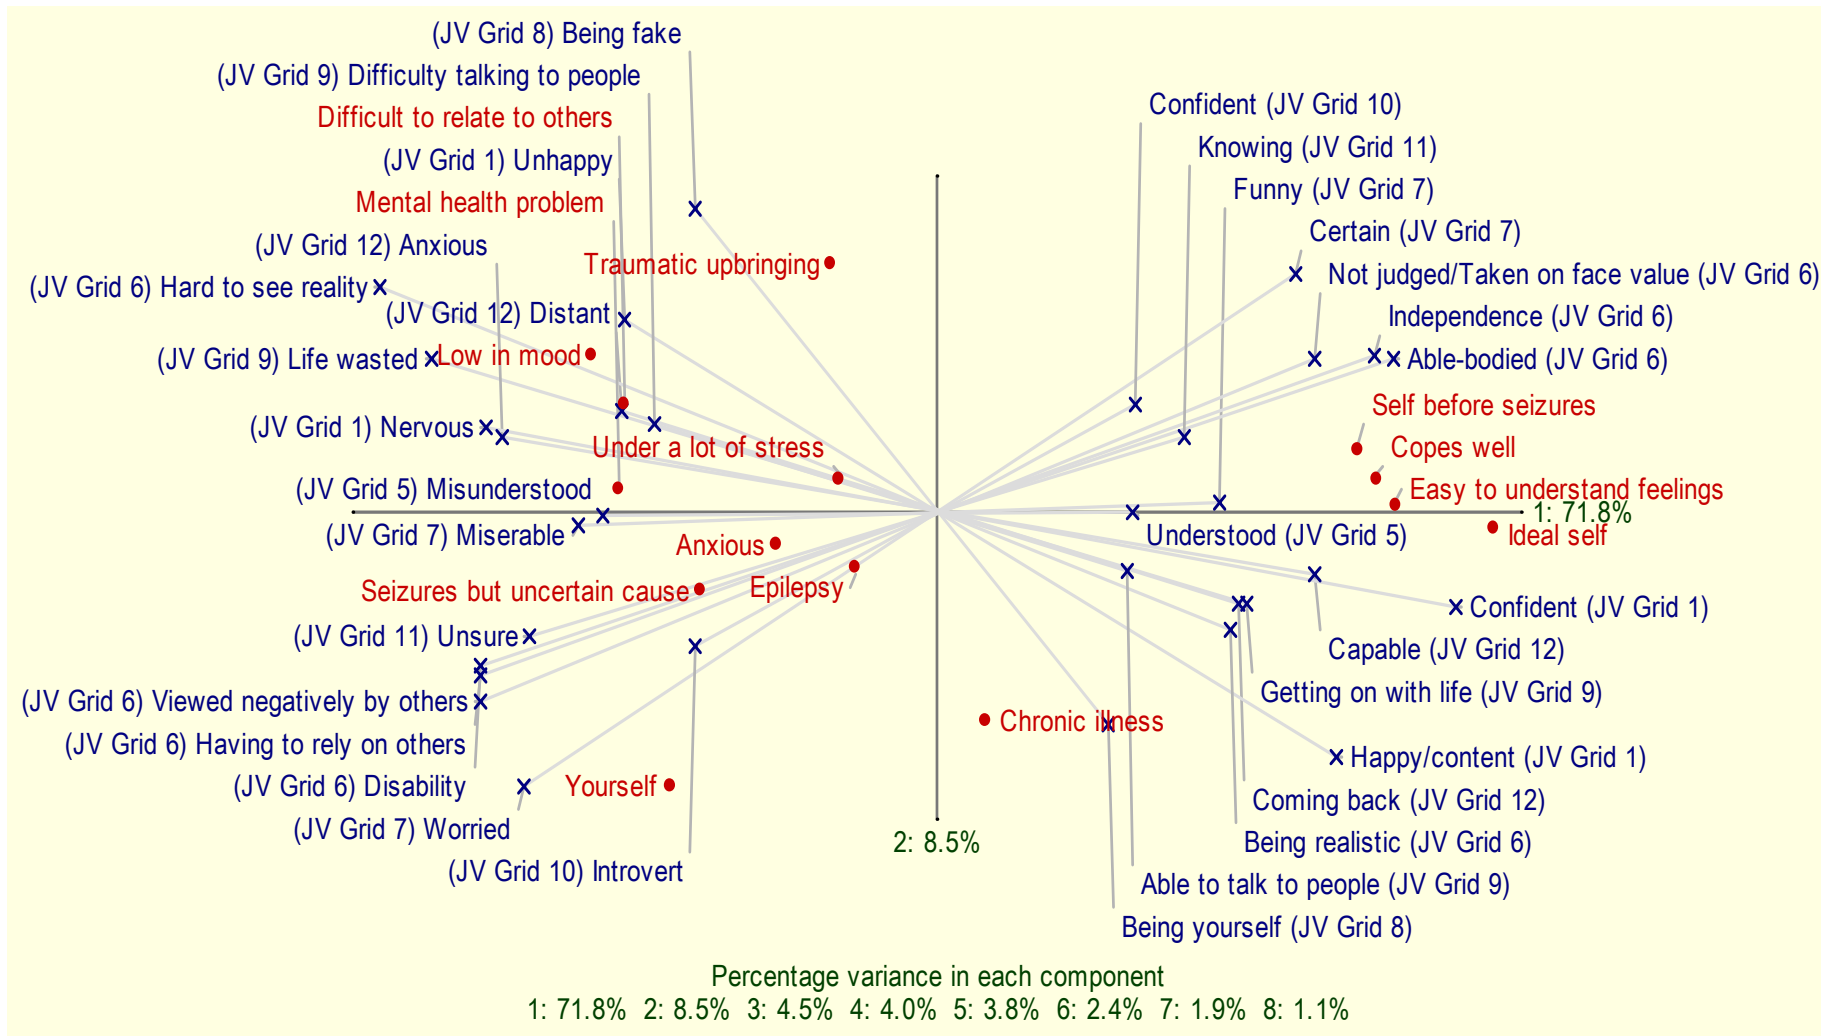 (JV Grid 8) Being fake
(JV Grid 9) Difficulty talking to people
Difficult to relate to others
(JV Grid 1) Unhappy
Mental health problem
(JV Grid 12) Anxious
Traumatic upbringing
(JV Grid 6) Hard to see reality
(JV Grid 12) Distant
(JV Grid 9) Life wasted
Low in mood
(JV Grid 1) Nervous
Under a lot of stress
(JV Grid 5) Misunderstood
(JV Grid 7) Miserable
Anxious
Seizures but uncertain cause
Epilepsy
(JV Grid 11) Unsure
(JV Grid 6) Viewed negatively by others
(JV Grid 6) Having to rely on others
(JV Grid 6) Disability
Yourself
(JV Grid 7) Worried
(JV Grid 10) Introvert
Confident (JV Grid 10)
Knowing (JV Grid 11)
Funny (JV Grid 7)
Certain (JV Grid 7)
Not judged/Taken on face value (JV Grid 6)
Independence (JV Grid 6)
Able-bodied (JV Grid 6)
Self before seizures
Copes well
Easy to understand feelings
1: 71.8%
Ideal self
Understood (JV Grid 5)
Confident (JV Grid 1)
Capable (JV Grid 12)
Getting on with life (JV Grid 9)
Chronic illness
Happy/content (JV Grid 1)
Coming back (JV Grid 12)
Being realistic (JV Grid 6)
Able to talk to people (JV Grid 9)
Being yourself (JV Grid 8)
2: 8.5%
Percentage variance in each component
1: 71.8% 2: 8.5% 3: 4.5% 4: 4.0% 5: 3.8% 6: 2.4% 7: 1.9% 8: 1.1%